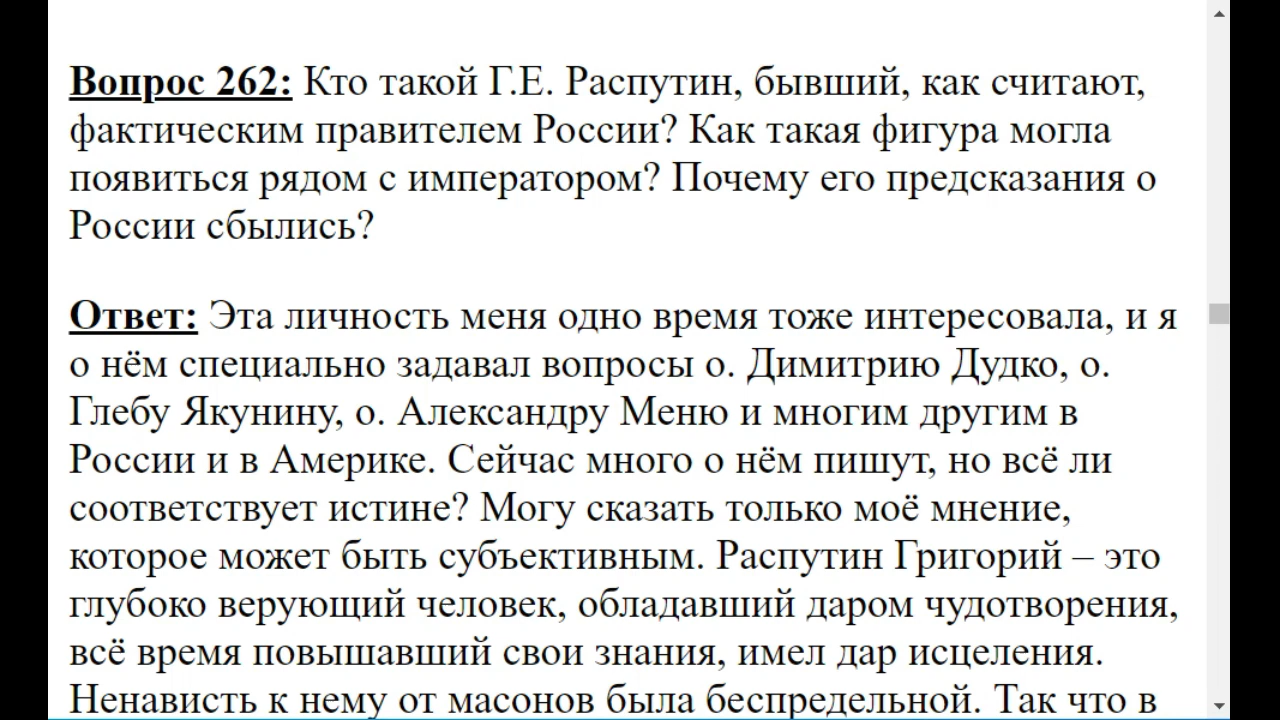 Вопрос 262: Кто такой Г.Е. Распутин, бывший, как считают,
фактическим правителем России? Как такая фигура могла
появиться рядом с императором? Почему его предсказания о
России сбылись?
Ответ: Эта личность меня одно время тоже интересовала, и я
о нём специально задавал вопросы о. Димитрию Дудко, о.
Глебу Якунину, о. Александру Меню и многим другим в
России и в Америке. Сейчас много о нём пишут, но всё ли
соответствует истине? Могу сказать только моё мнение,
которое может быть субъективным. Распутин Григорий – это
глубоко верующий человек, обладавший даром чудотворения,
всё время повышавший свои знания, имел дар исцеления.
Ненависть к нему от масонов была беспредельной. Так что в